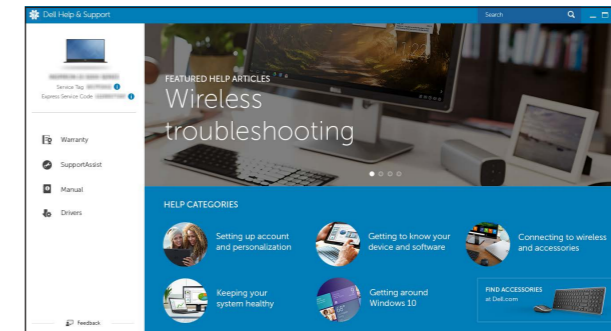 Dell Help & Support
Search
Service Tag:
Express Service Code:
Warranty
SupportAssist
Manual
Drivers
Feedback
FEATURED HELP ARTICLES
Wireless
troubleshooting
HELP CATEGORIES
Setting up account
and personalization
Getting to know your
device and software
Connecting to wireless
and accessories
Keeping your
system healthy
Getting around
Windows 10
FIND ACCESSORIES
at Dell.com